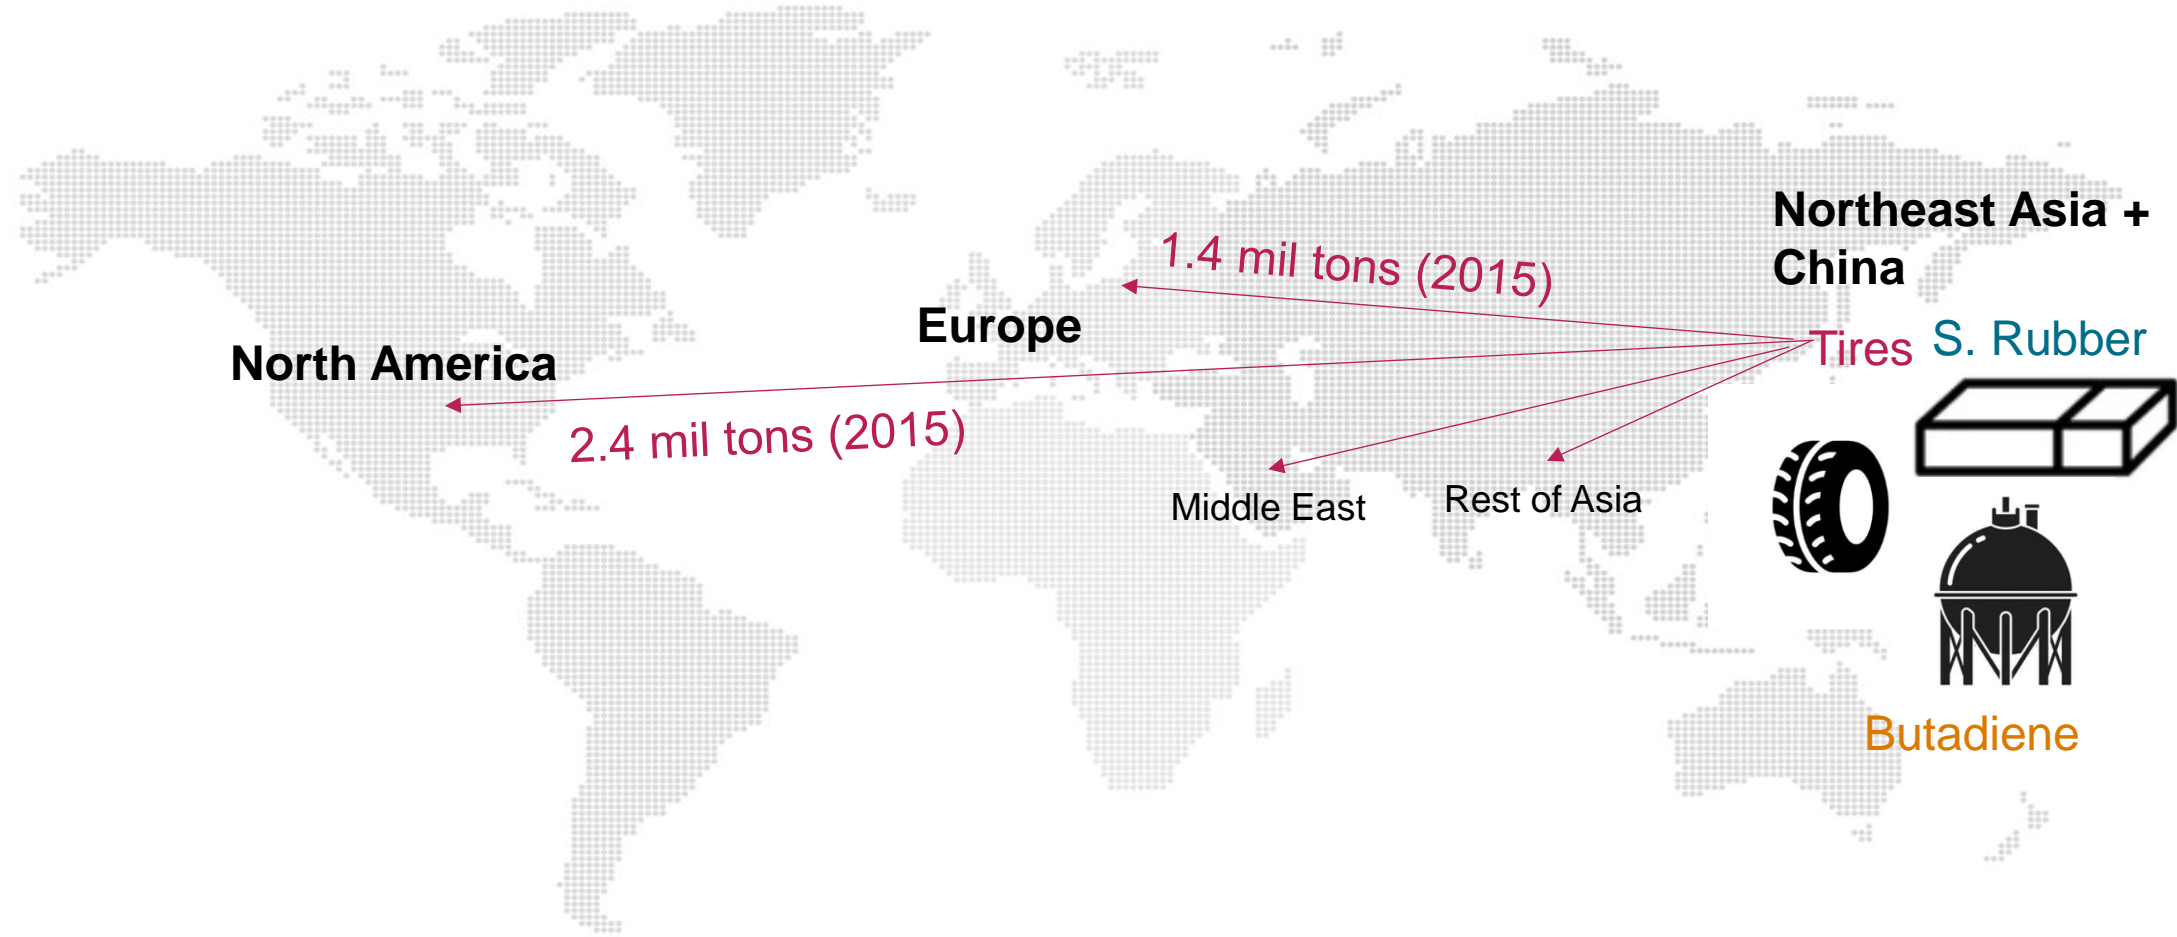 Northeast Asia +
China
1.4 mil tons (2015)
Europe
Tires
S. Rubber
North America
2.4 mil tons (2015)
Middle East
Rest of Asia
Butadiene